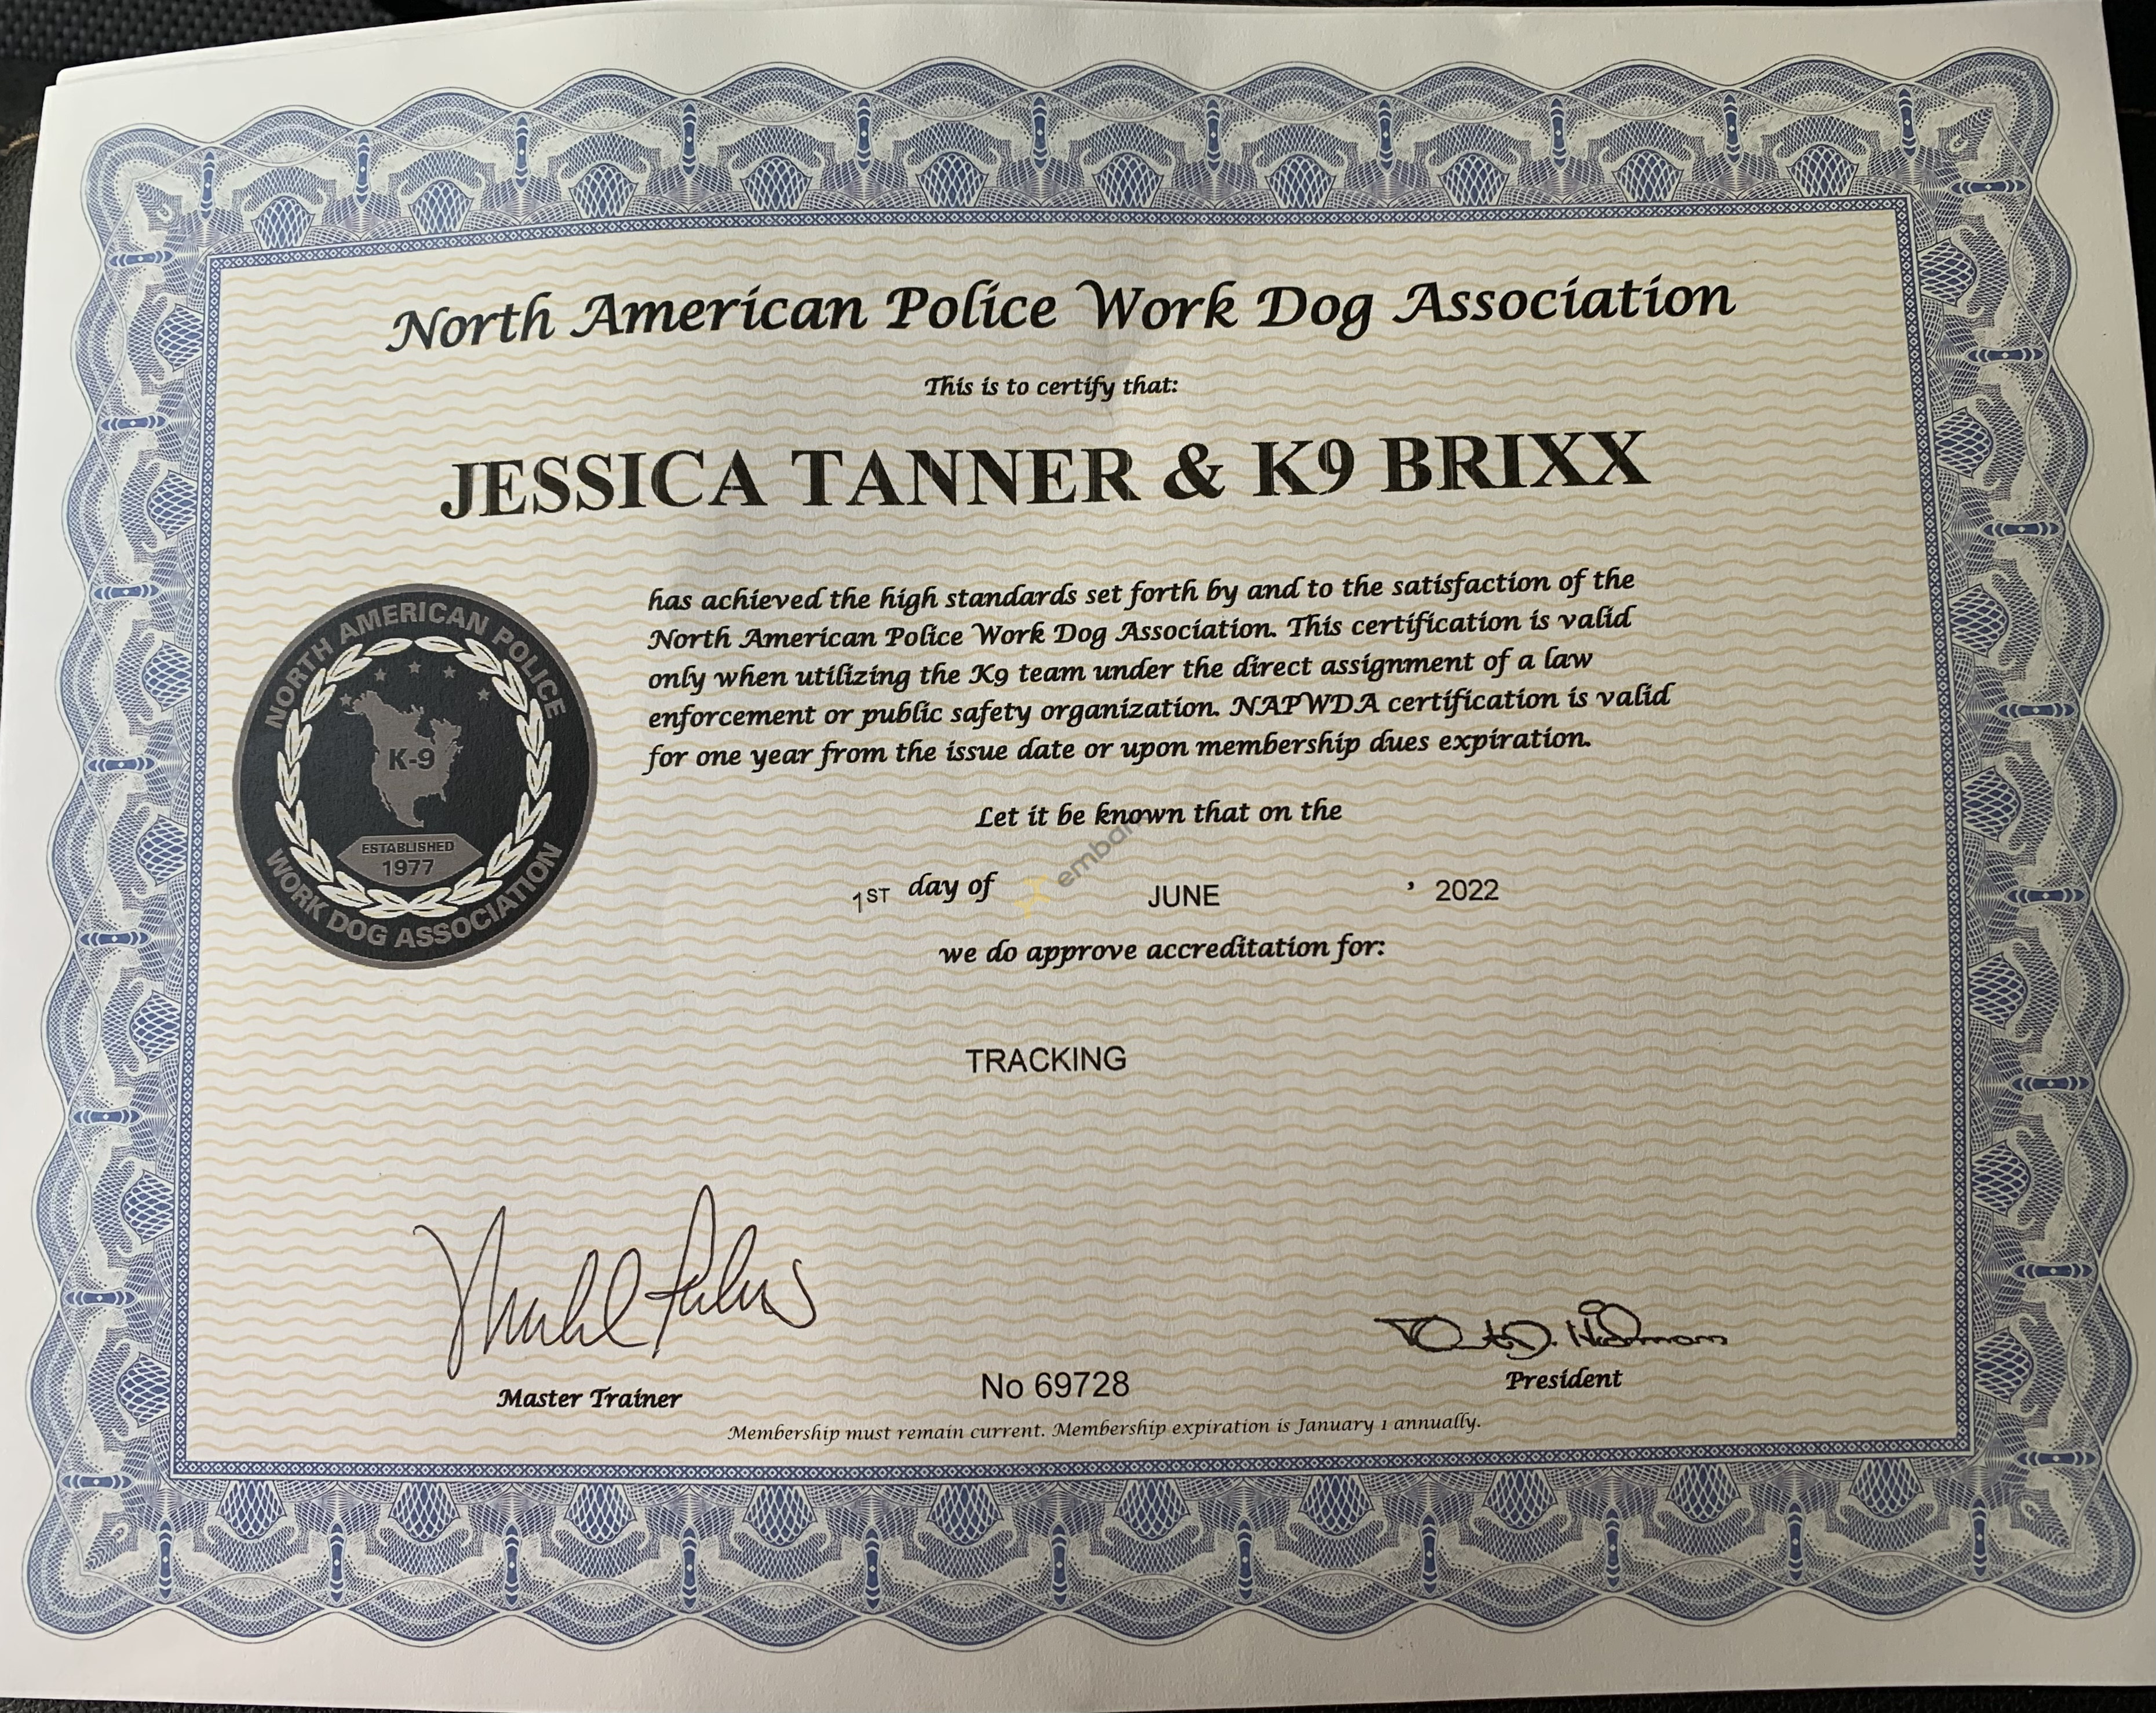 North American Police Work Dog Association
This is to certify that:
JESSICA TANNER & K9 BRIXX
has achieved the high standards set forth by and to the satisfaction of the
North American Police Work Dog Association. This certification is valid
only when utilizing the K9 team under the direct assignment of a law
enforcement or public safety organization. NAPWDA certification is valid
for one year from the issue date or upon membership dues expiration.
NORTH AMERICAN POLICE
K-9
ESTABLISHED
1977
WORK DOG ASSOCIATION
Let it be known that on the
1ST day of JUNE , 2022
we do approve accreditation for:
TRACKING
Master Trainer
No 69728
President
Membership must remain current. Membership expiration is January 1 annually.